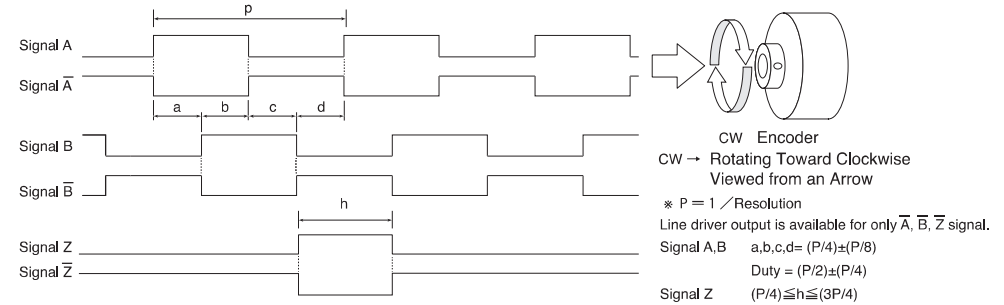 p
Signal A
Signal A̅
a b c d
Signal B
Signal B̅
h
Signal Z
Signal Z̅
CW Encoder
CW → Rotating Toward Clockwise
Viewed from an Arrow
※ P = 1 ／Resolution
Line driver output is available for only A̅, B̅, Z̅ signal.
Signal A,B a,b,c,d= (P/4)±(P/8)
Duty = (P/2)±(P/4)
Signal Z (P/4)≦h≦(3P/4)